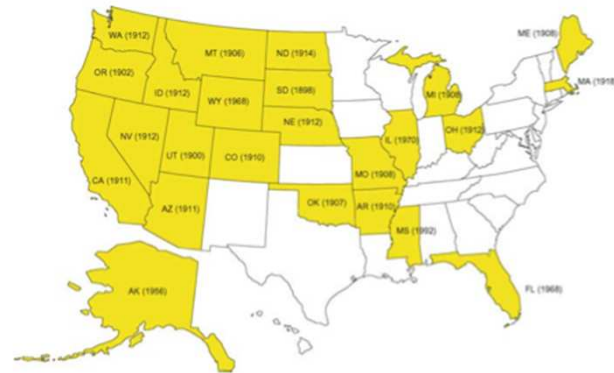 ME (1908)
WA (1912)
MT (1906)
ND (1914)
OR (1902)
ID (1912)
SD (1898)
MA (1918)
WY (1968)
MI (1908)
NE (1912)
NV (1912)
IL (1970)
OH (1912)
UT (1900)
CO (1910)
CA (1911)
MO (1908)
AZ (1911)
OK (1907)
AR (1910)
MS (1992)
AK (1956)
FL (1968)